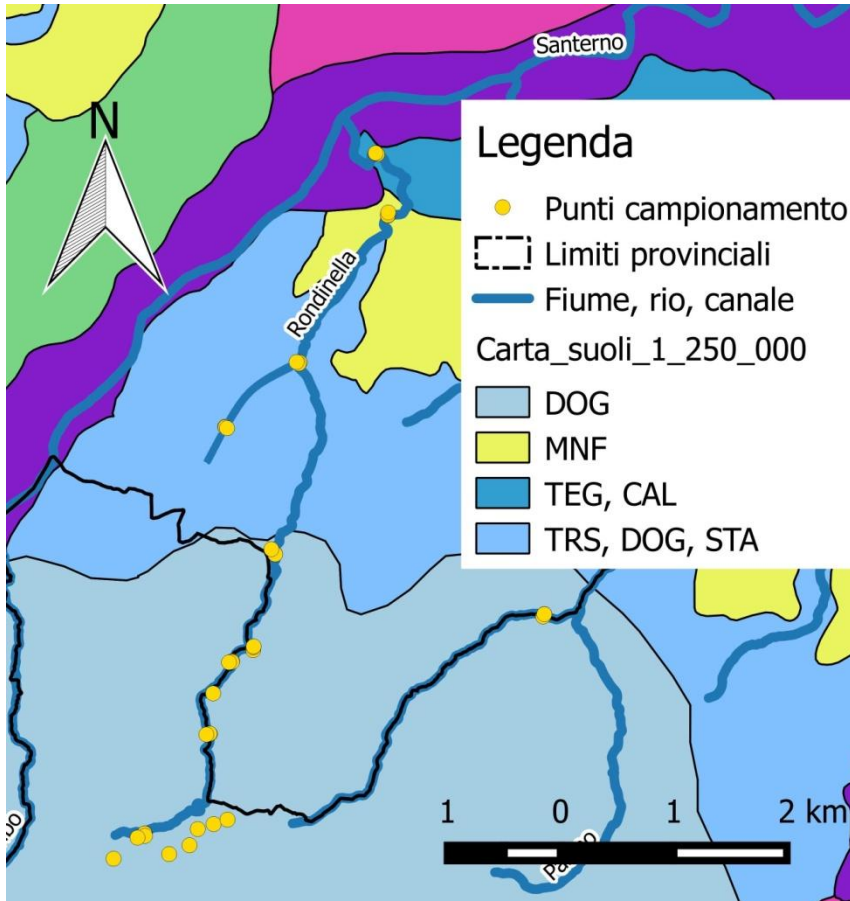 Santerno
N
Legenda
Punti campionamento
Limiti provinciali
Fiume, rio, canale
Carta_suoli_1_250_000
DOG
MNF
TEG, CAL
TRS, DOG, STA
Rondinella
1 0 1 2 km